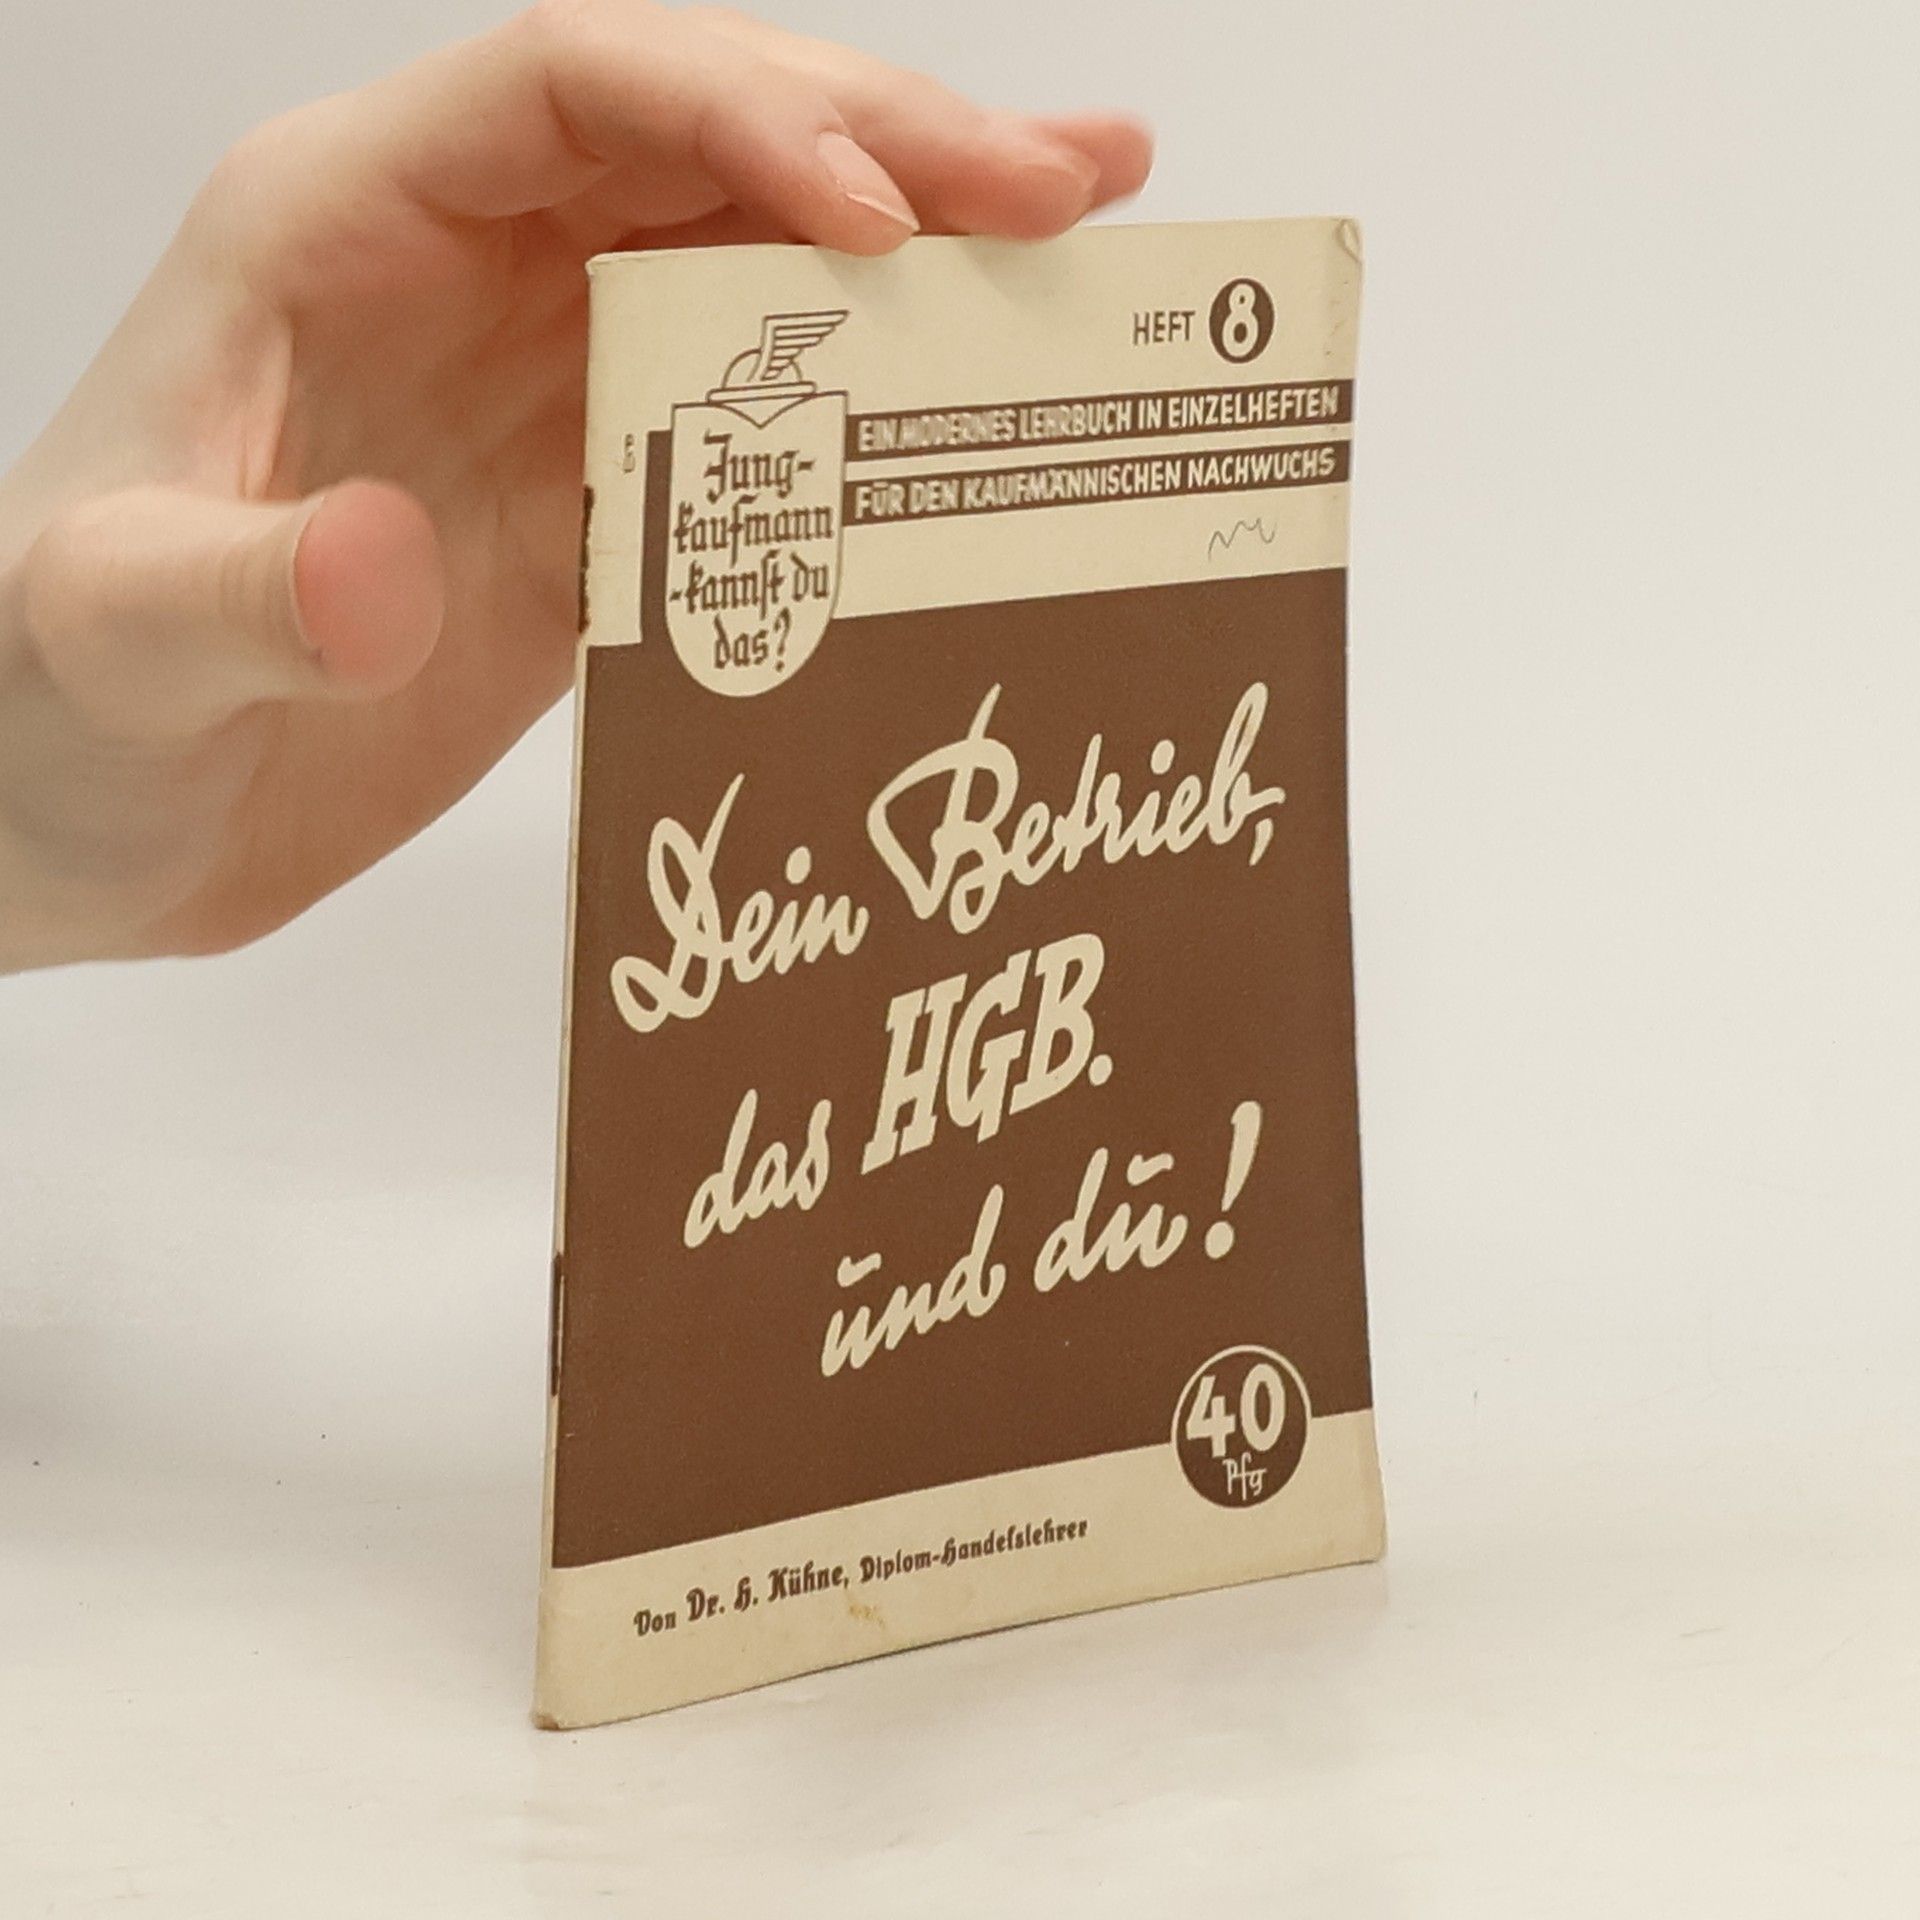 HEFT 8
EIN MODERNES LEHRBUCH IN EINZELHEFTEN
FÜR DEN KAUFMÄNNISCHEN NACHWUCHS
Jung-
kaufmann
-kannst du
das?
Dein Betrieb,
das HGB.
und du!
40
Pfg
Von Dr. H. Kühne, Diplom-Handelslehrer